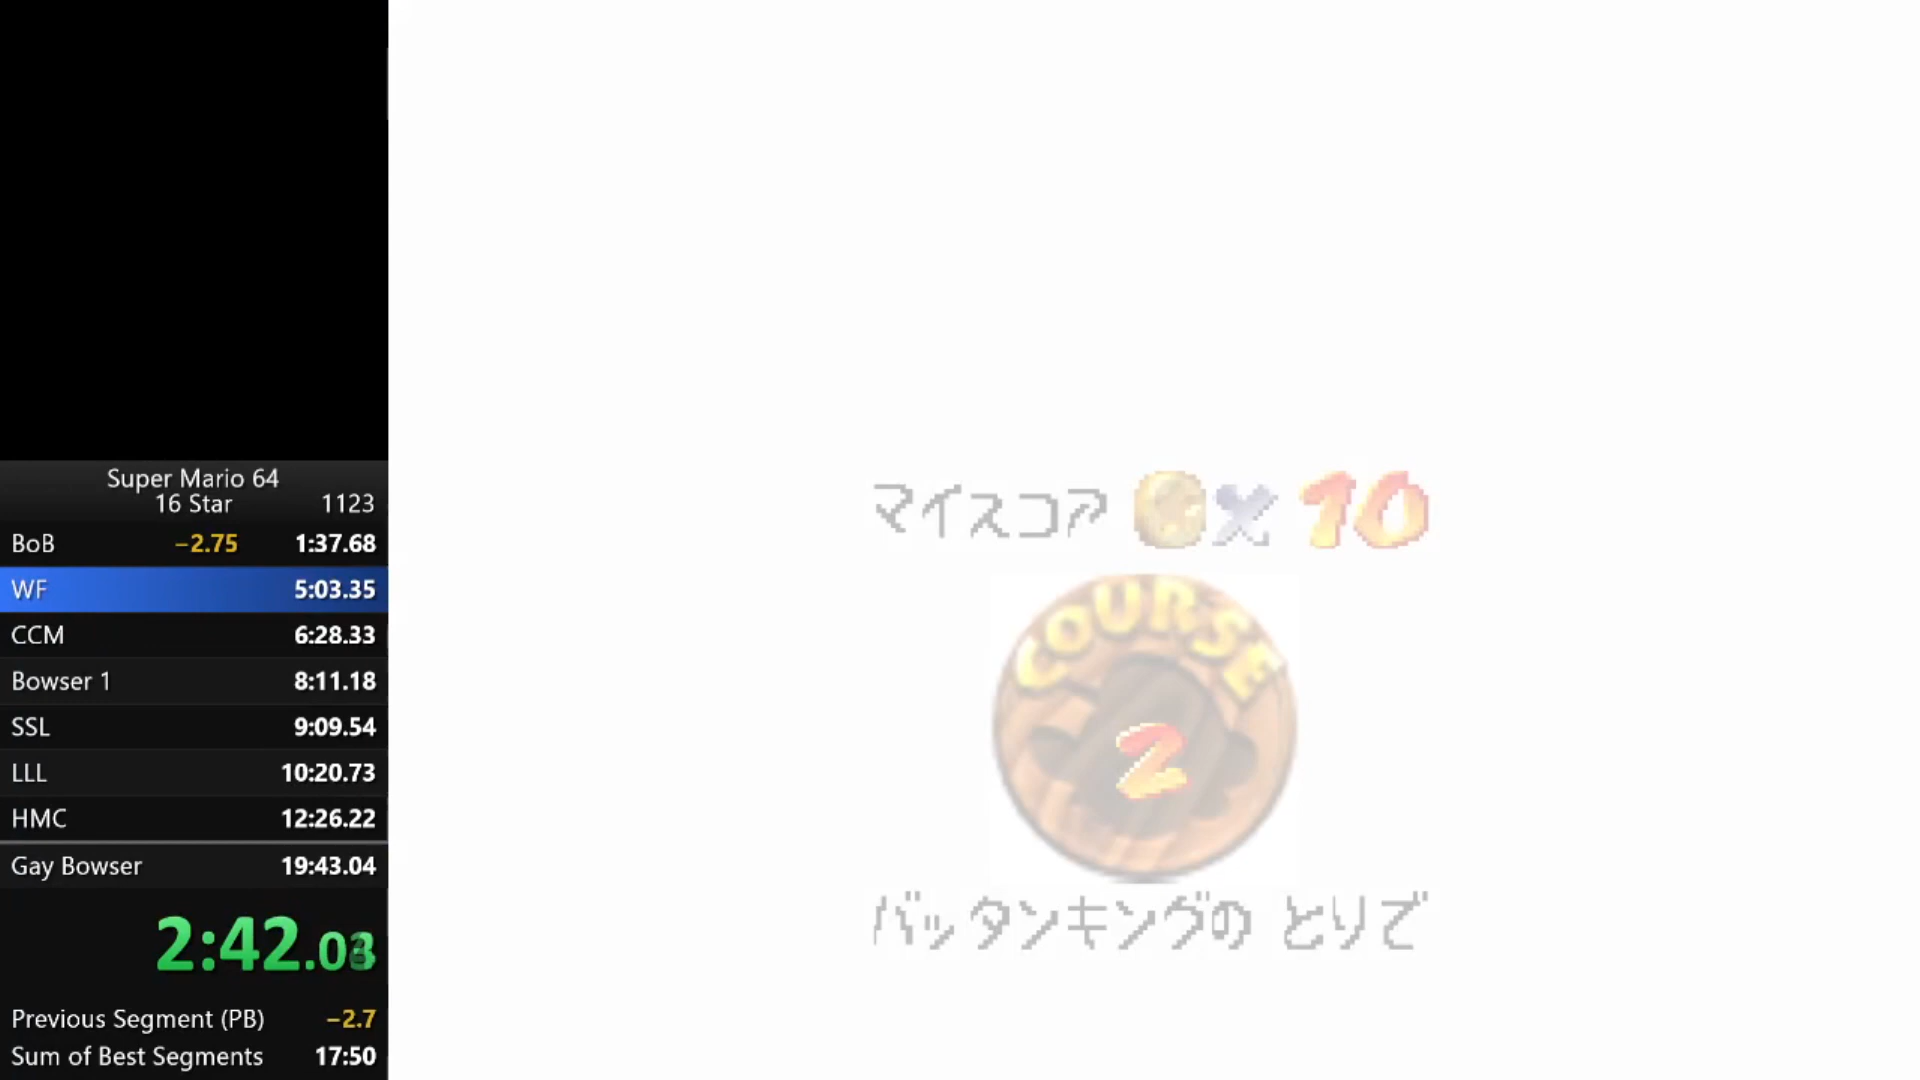 Super Mario 64
16 Star 1123
BoB −2.75 1:37.68
WF 5:03.35
CCM 6:28.33
Bowser 1 8:11.18
SSL 9:09.54
LLL 10:20.73
HMC 12:26.22
Gay Bowser 19:43.04
2:42.03
Previous Segment (PB) −2.7
Sum of Best Segments 17:50
マイスコア × 10
COURSE
2
バッタンキングの とりで